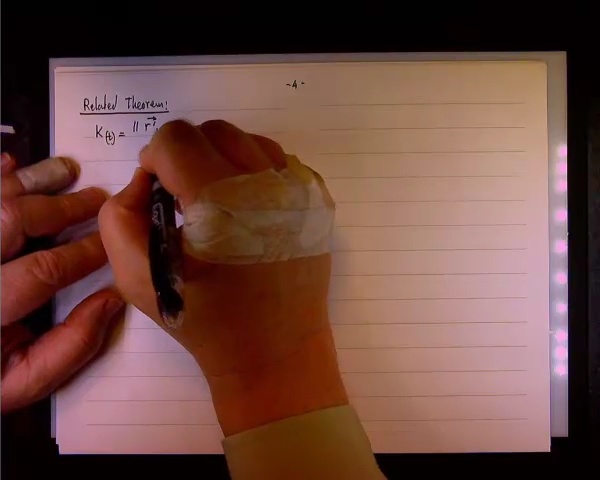 -4-
Related Theorem:
K(t) = || r⃗'